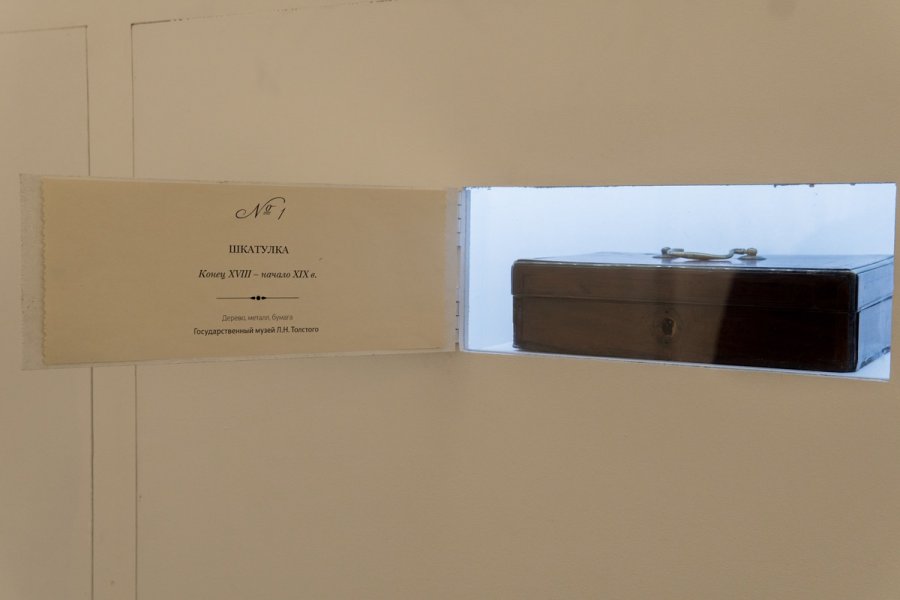 № 1
ШКАТУЛКА
Конец XVIII – начало XIX в.
Дерево, металл, бумага
Государственный музей Л.Н. Толстого